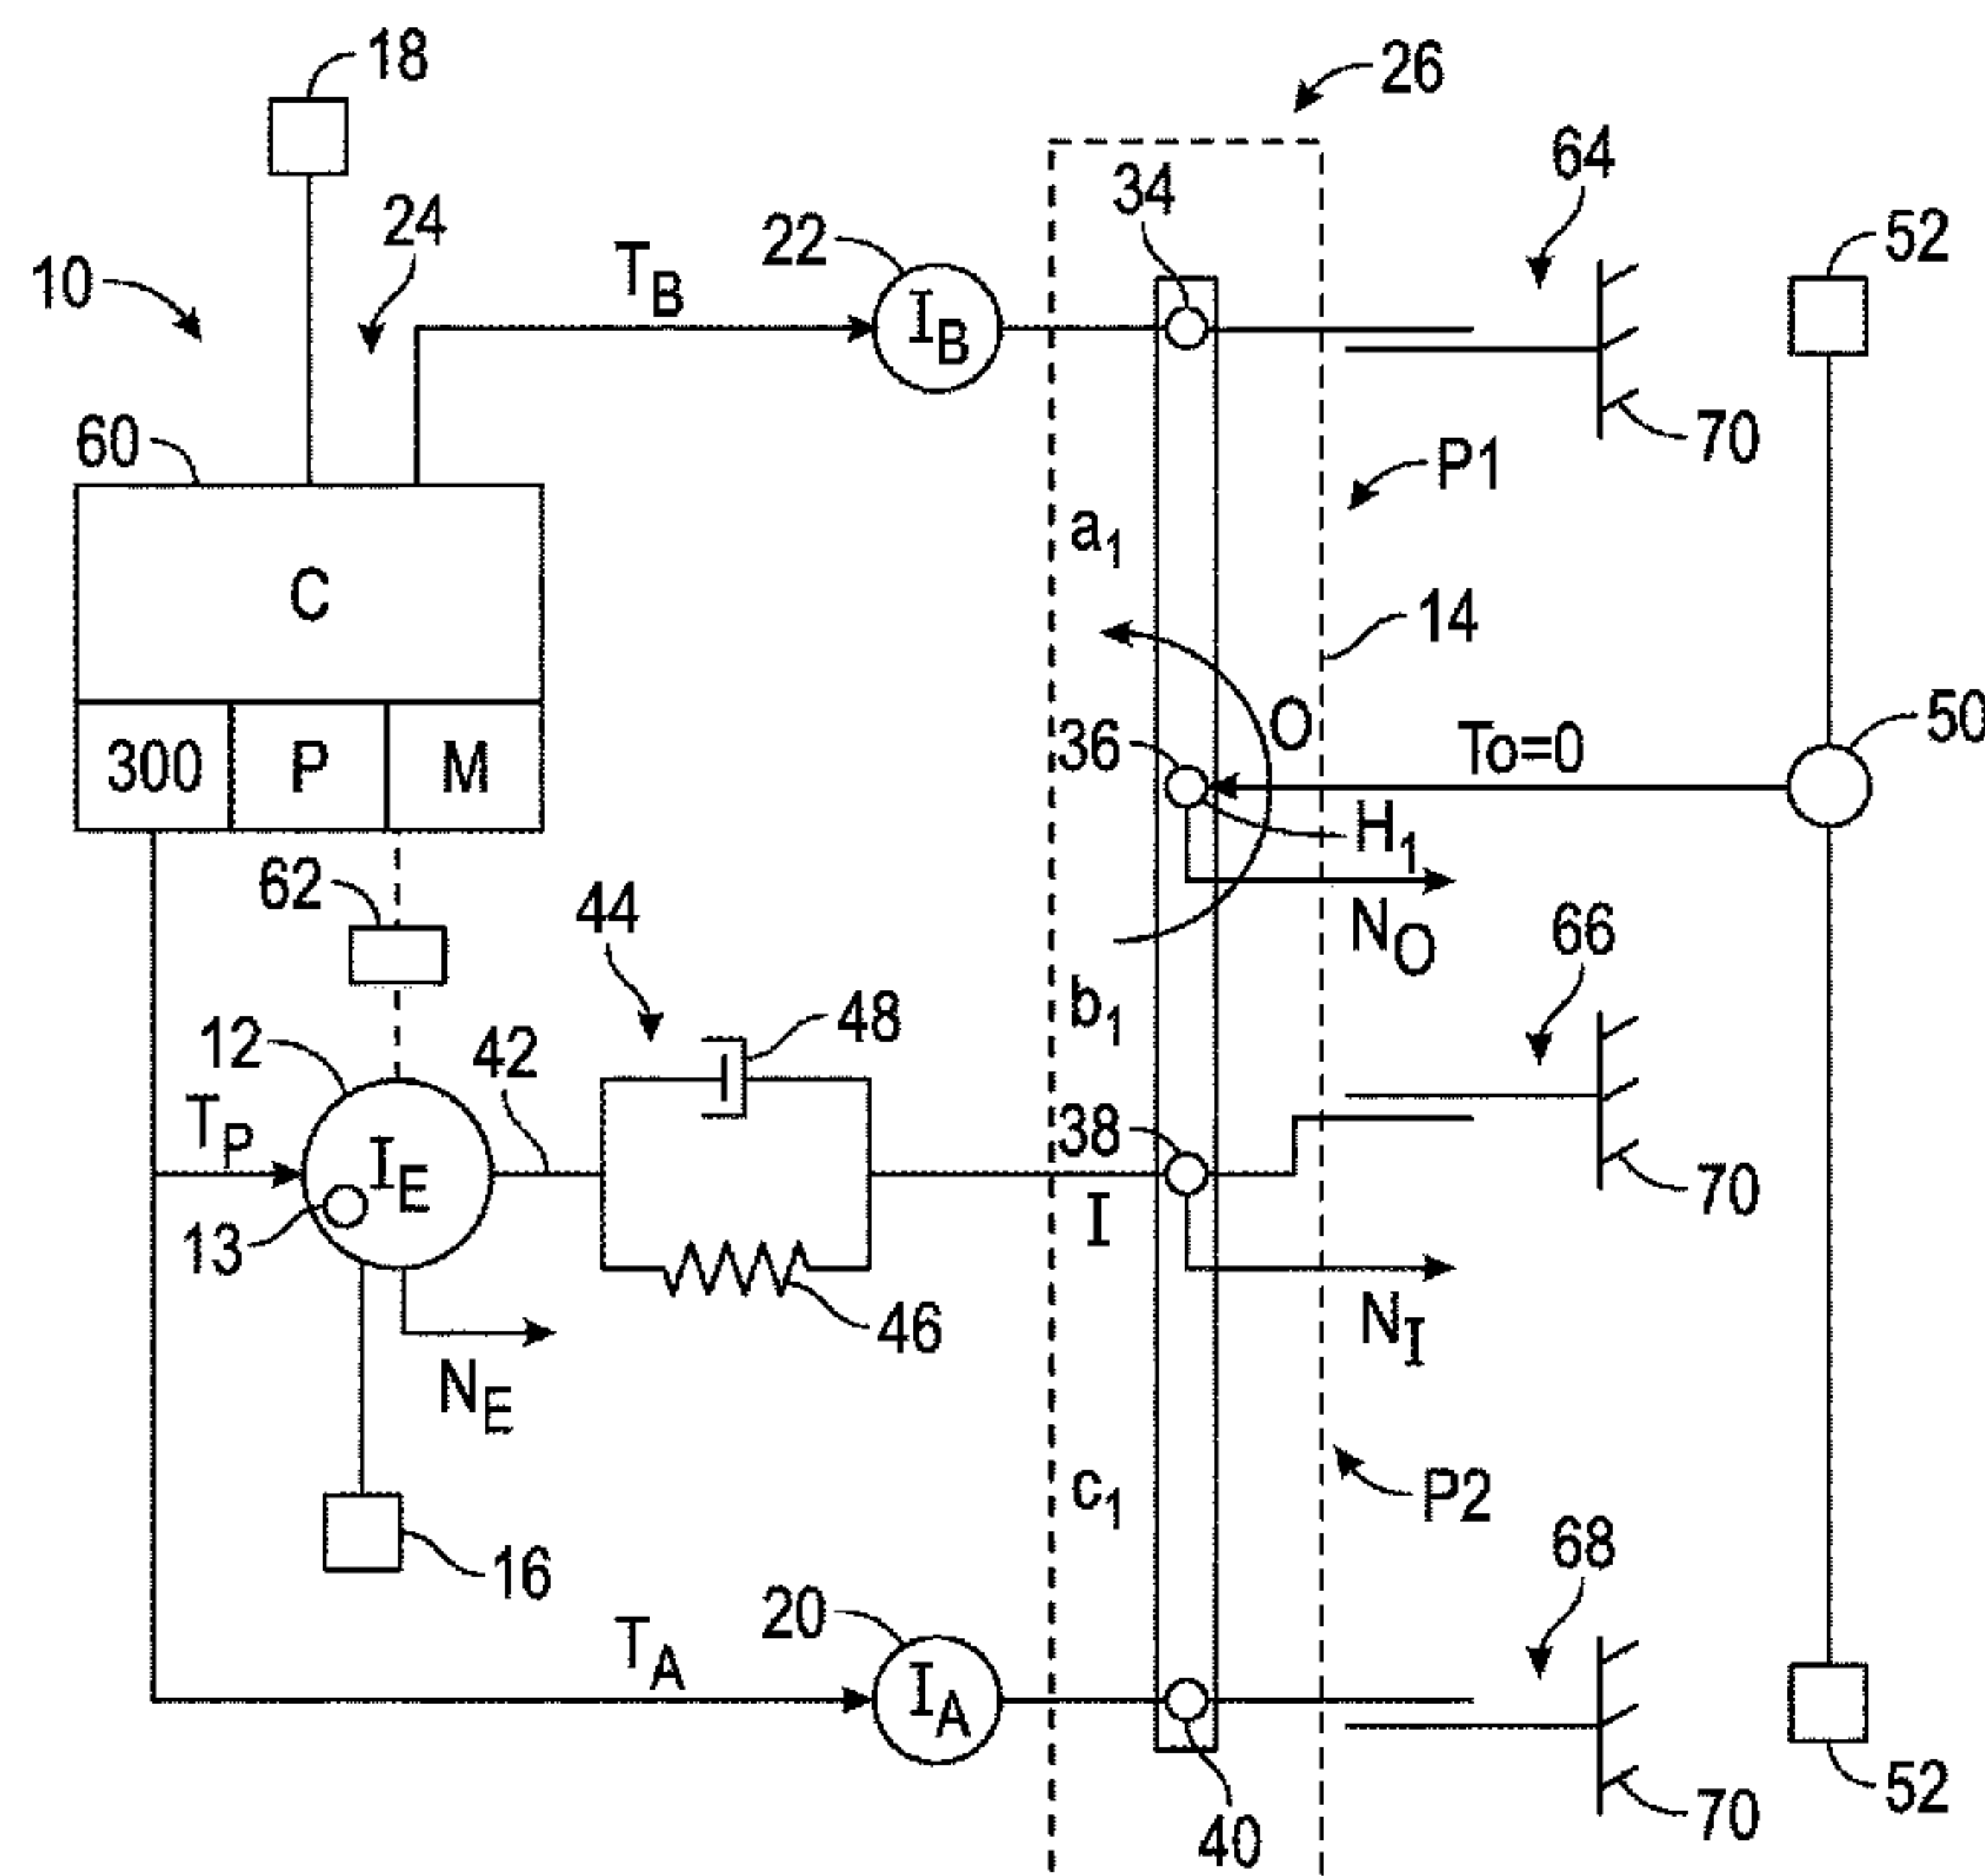 18
26
64
34
24
22
52
10
T_B
I_B
60
70
P1
a_1
C
14
50
36
O
To=0
300
P
M
H_1
62
44
N_O
66
b_1
48
12
42
38
T_P
I_E
70
I
13
46
N_I
N_E
c_1
P2
68
16
20
T_A
I_A
52
70
40